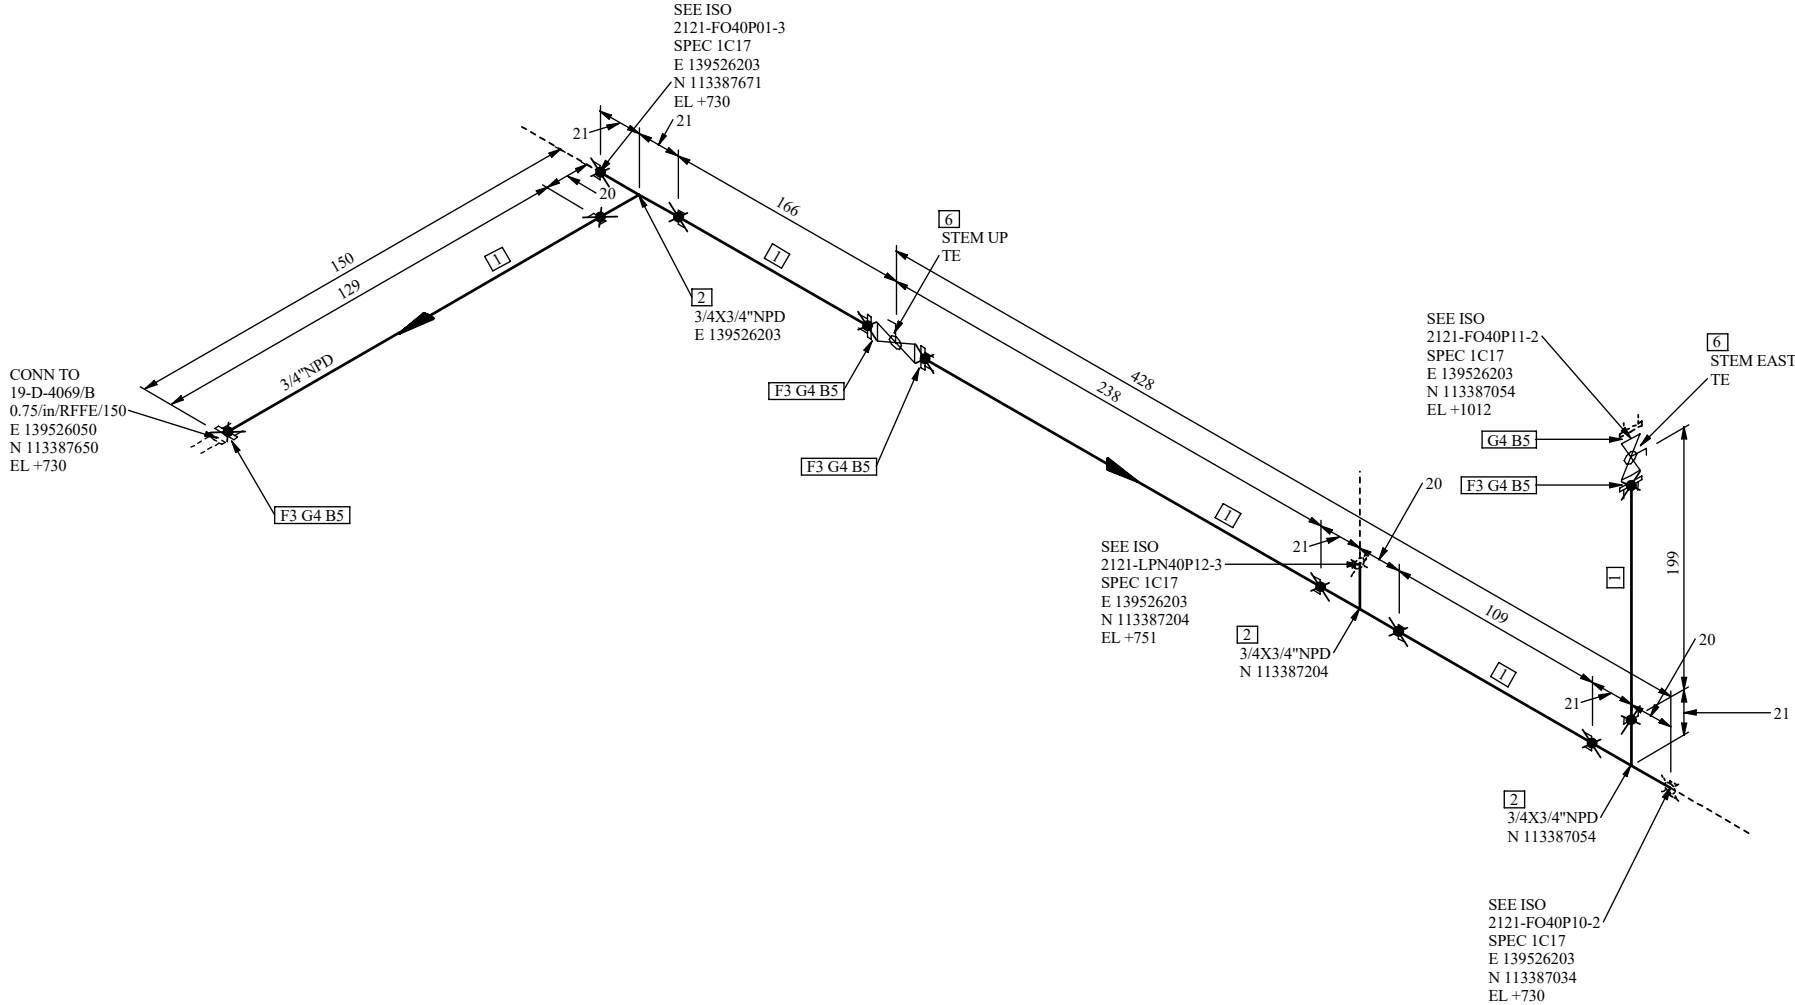 SEE ISO
2121-FO40P01-3
SPEC 1C17
E 139526203
N 113387671
EL +730
21
21
20
166
6
STEM UP
TE
1
1
150
129
2
3/4X3/4"NPD
E 139526203
3/4"NPD
CONN TO
19-D-4069/B
0.75/in/RFFE/150
E 139526050
N 113387650
EL +730
F3 G4 B5
F3 G4 B5
F3 G4 B5
428
238
SEE ISO
2121-FO40P11-2
SPEC 1C17
E 139526203
N 113387054
EL +1012
6
STEM EAST
TE
G4 B5
F3 G4 B5
20
1
21
SEE ISO
2121-LPN40P12-3
SPEC 1C17
E 139526203
N 113387204
EL +751
199
1
109
2
3/4X3/4"NPD
N 113387204
20
1
21
21
2
3/4X3/4"NPD
N 113387054
SEE ISO
2121-FO40P10-2
SPEC 1C17
E 139526203
N 113387034
EL +730